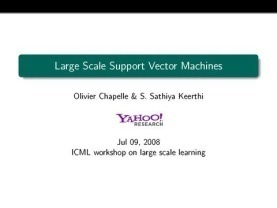 Large Scale Support Vector Machines
Olivier Chapelle & S. Sathiya Keerthi
YAHOO!
RESEARCH
Jul 09, 2008
ICML workshop on large scale learning